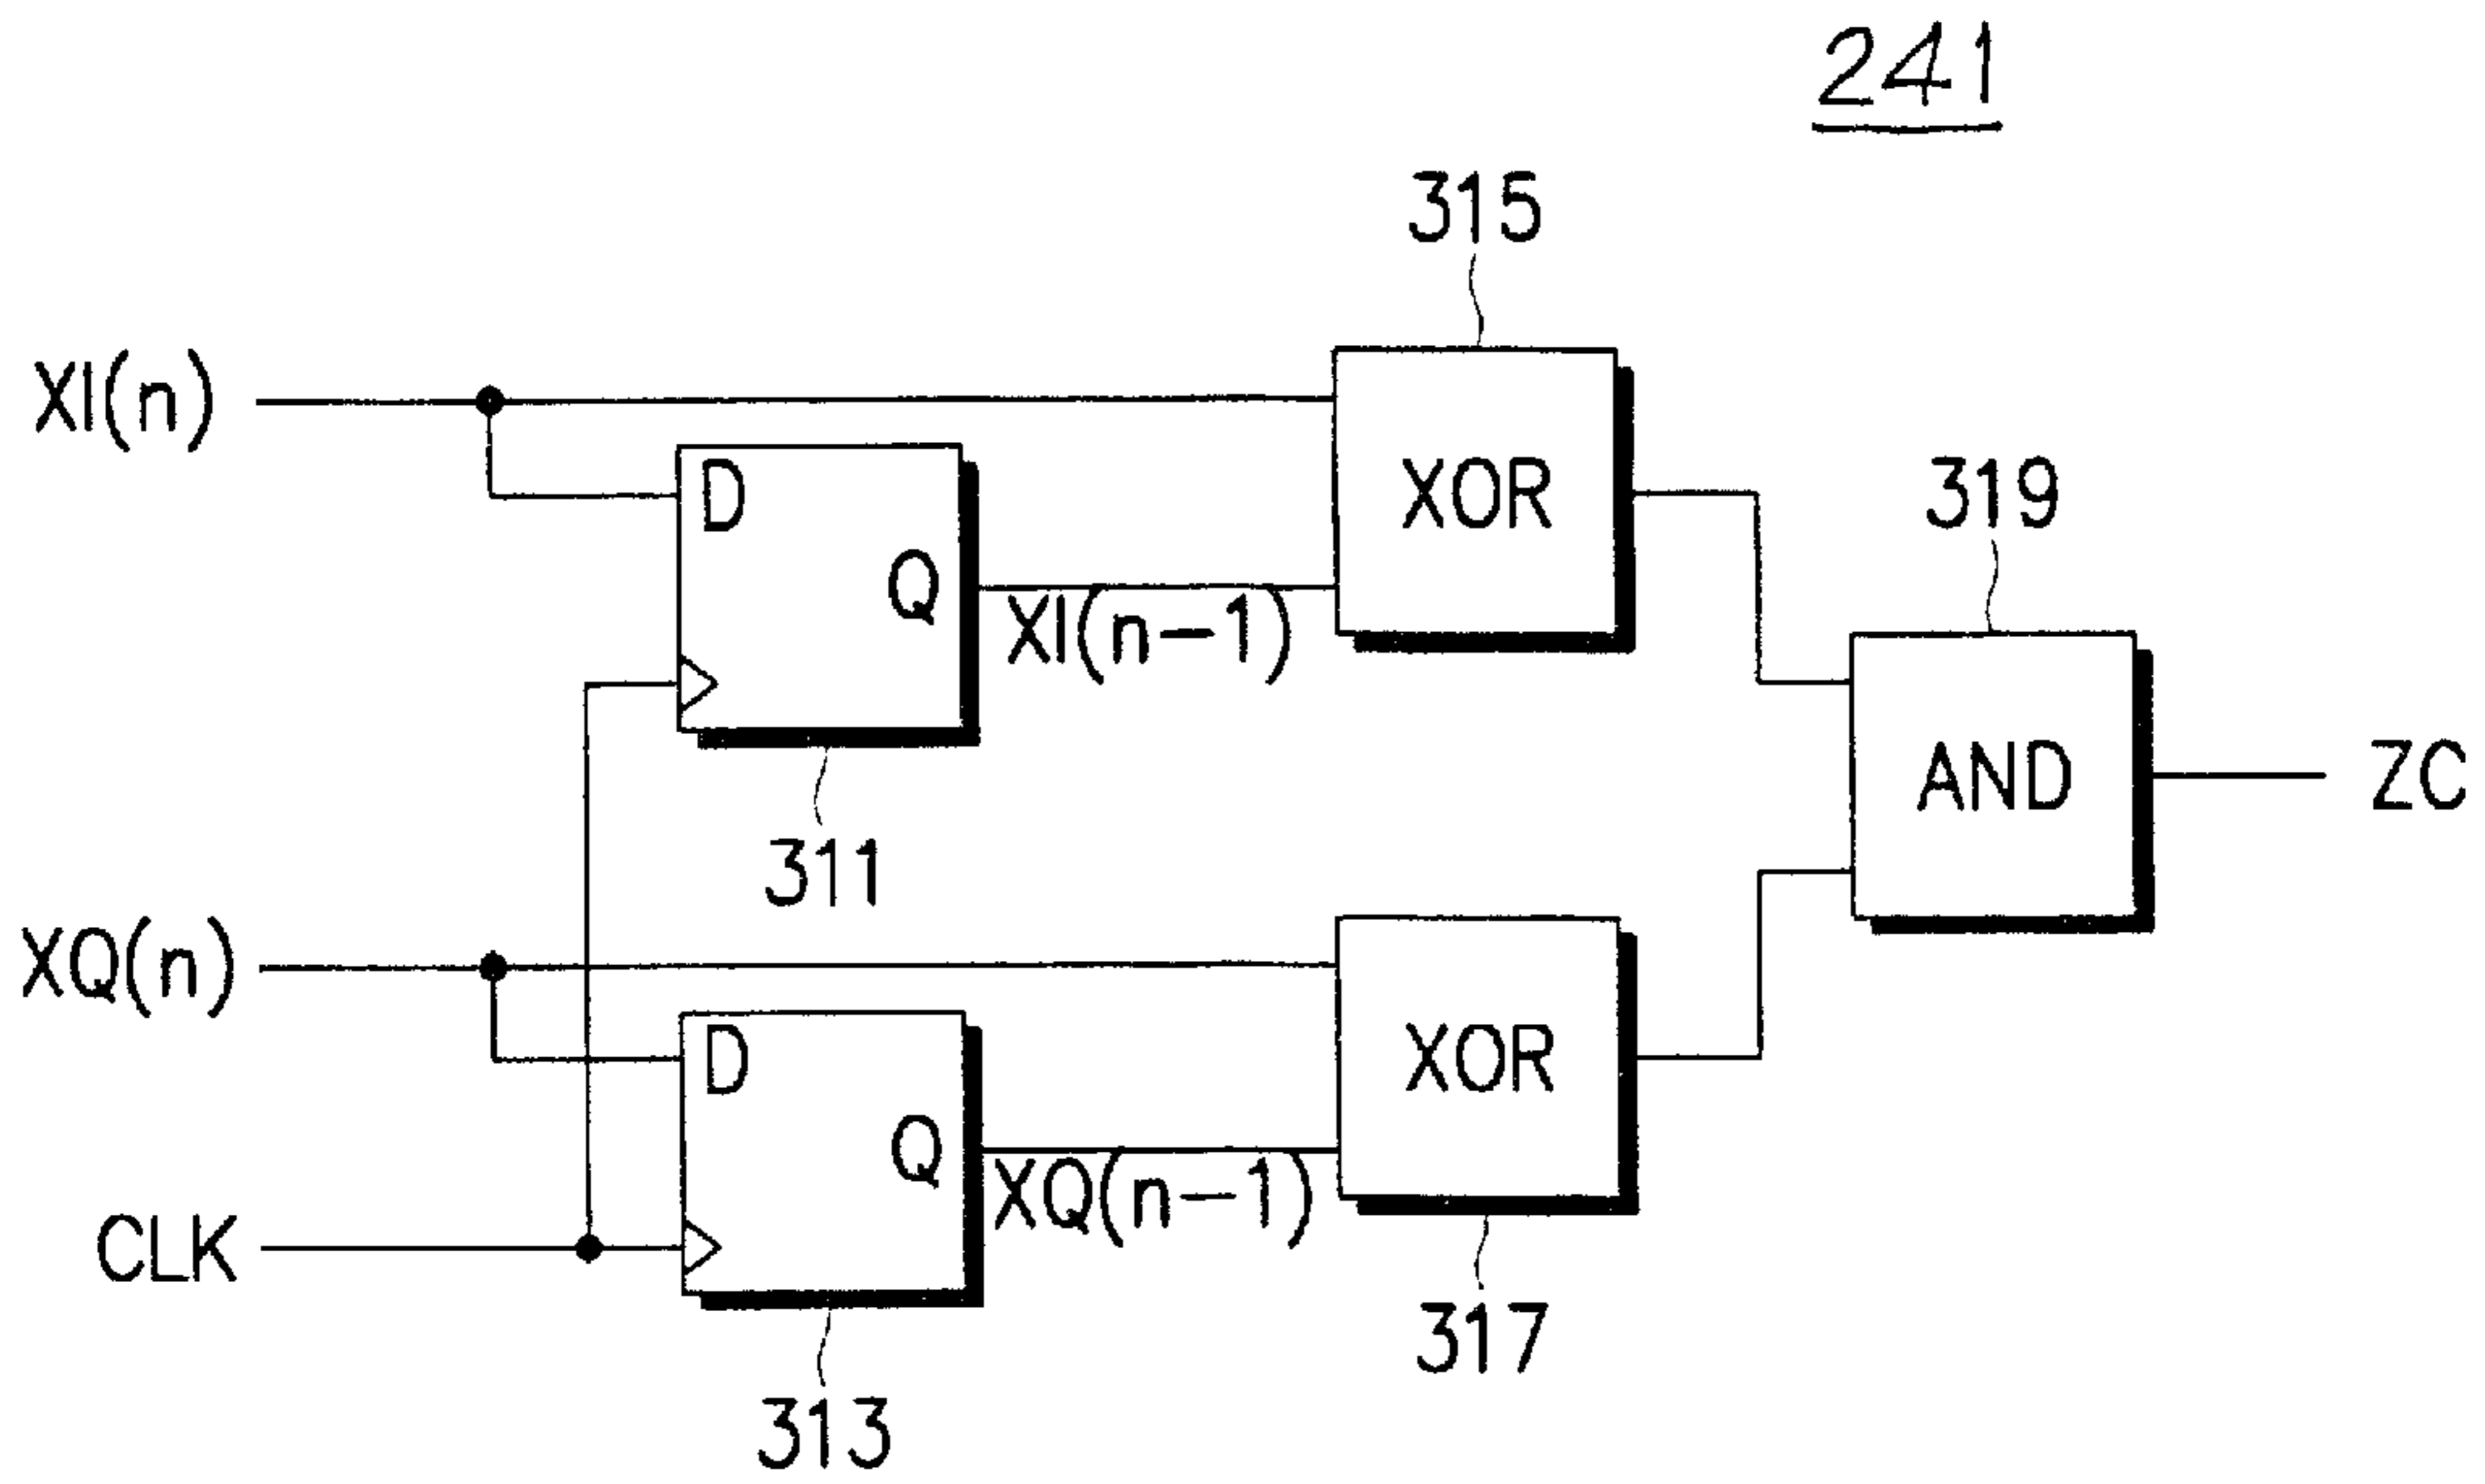 241
315
XI(n)
D
XOR
319
Q
XI(n-1)
AND
ZC
311
XQ(n)
D
XOR
Q
XQ(n-1)
CLK
317
313